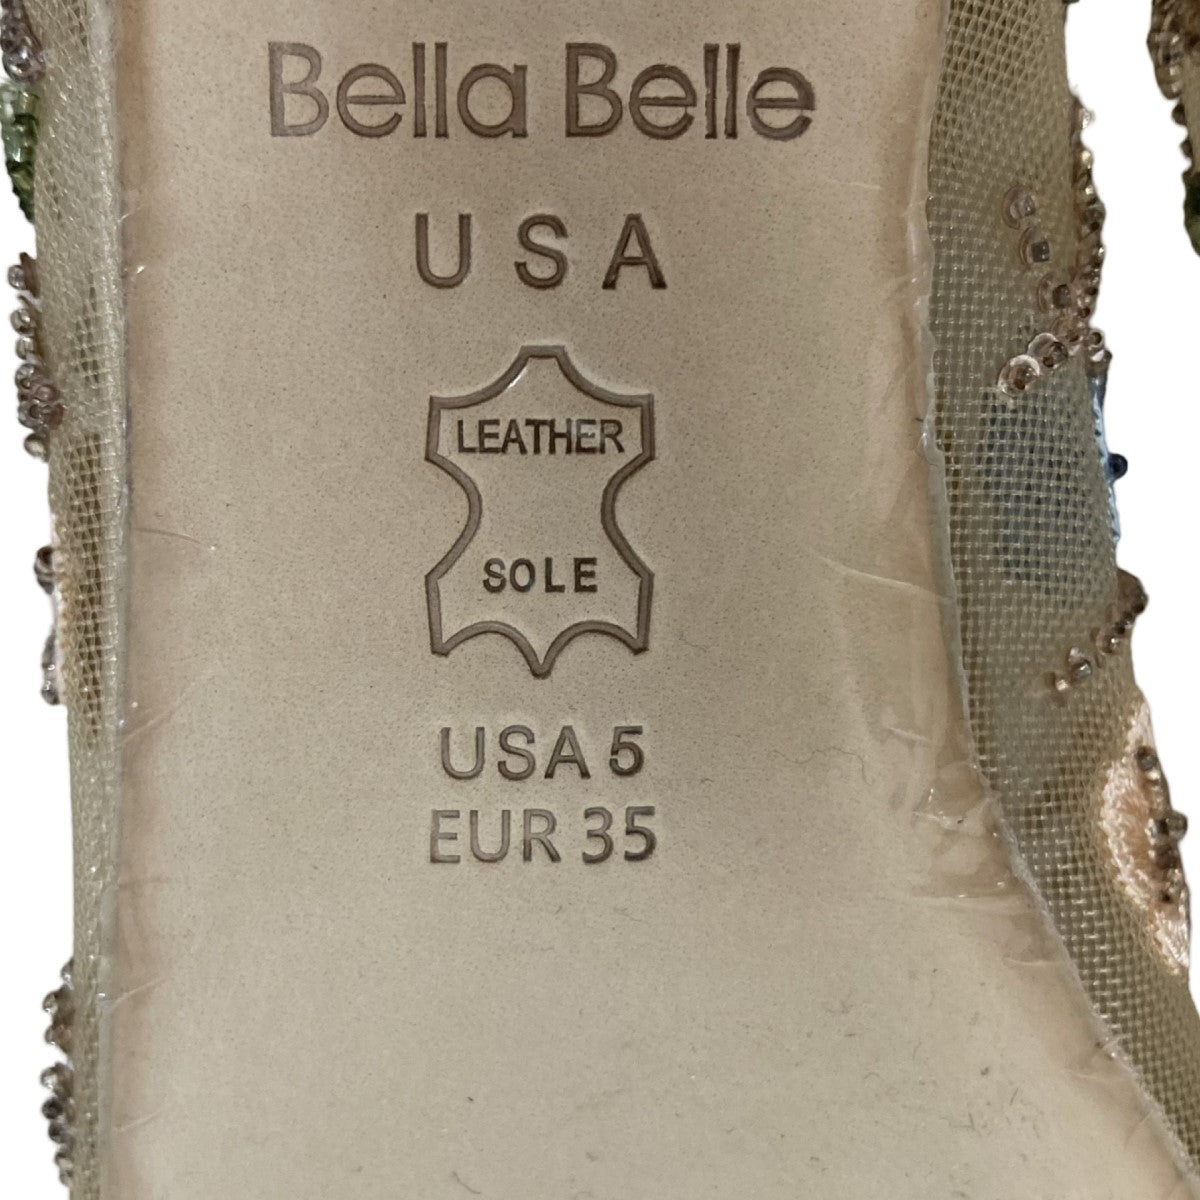 Bella Belle
USA
LEATHER
SOLE
USA 5
EUR 35